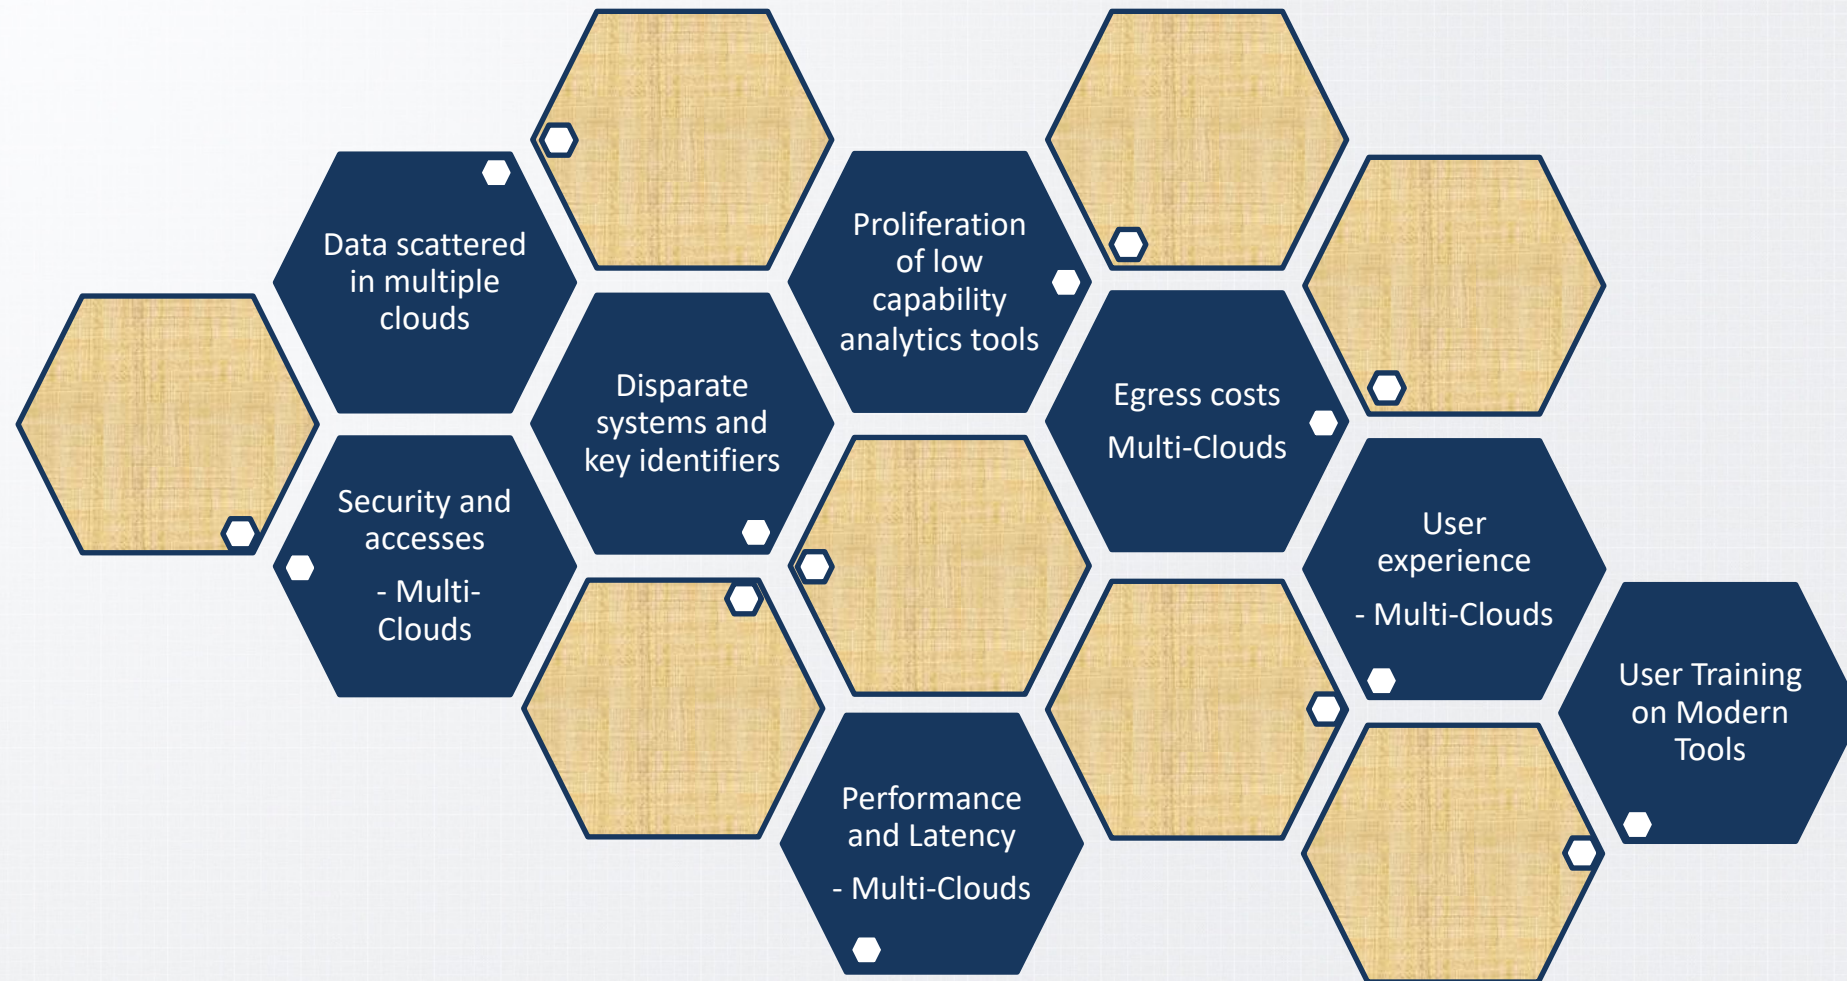 Data scattered
in multiple
clouds
Security and
accesses
- Multi-
Clouds
Disparate
systems and
key identifiers
Proliferation
of low
capability
analytics tools
Performance
and Latency
- Multi-Clouds
Egress costs
Multi-Clouds
User
experience
- Multi-Clouds
User Training
on Modern
Tools